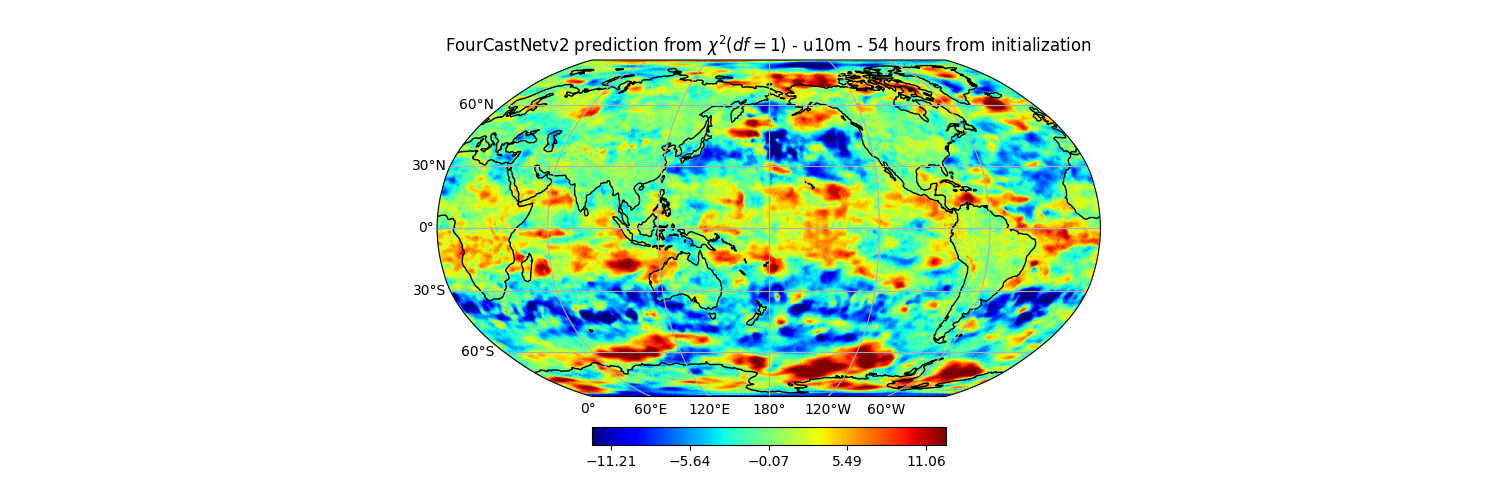 FourCastNetv2 prediction from χ²(df = 1) - u10m - 54 hours from initialization
60°N
30°N
0°
30°S
60°S
0° 60°E 120°E 180° 120°W 60°W
−11.21 −5.64 −0.07 5.49 11.06